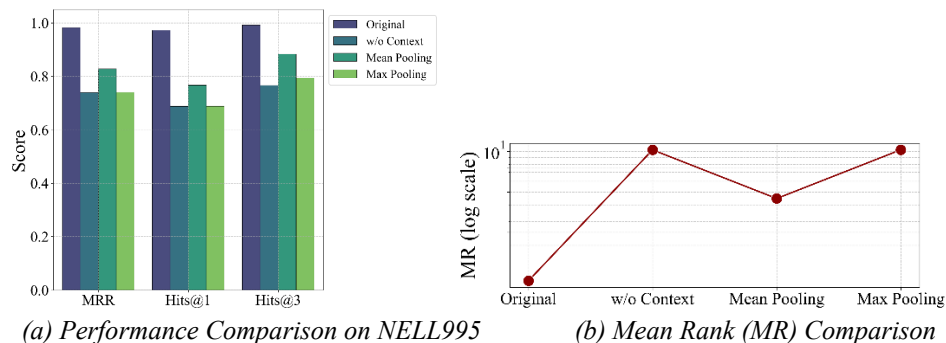 1.0
0.8
0.6
0.4
0.2
0.0
Score
MRR
Hits@1
Hits@3
Original
w/o Context
Mean Pooling
Max Pooling
(a) Performance Comparison on NELL995
10¹
MR (log scale)
Original
w/o Context
Mean Pooling
Max Pooling
(b) Mean Rank (MR) Comparison